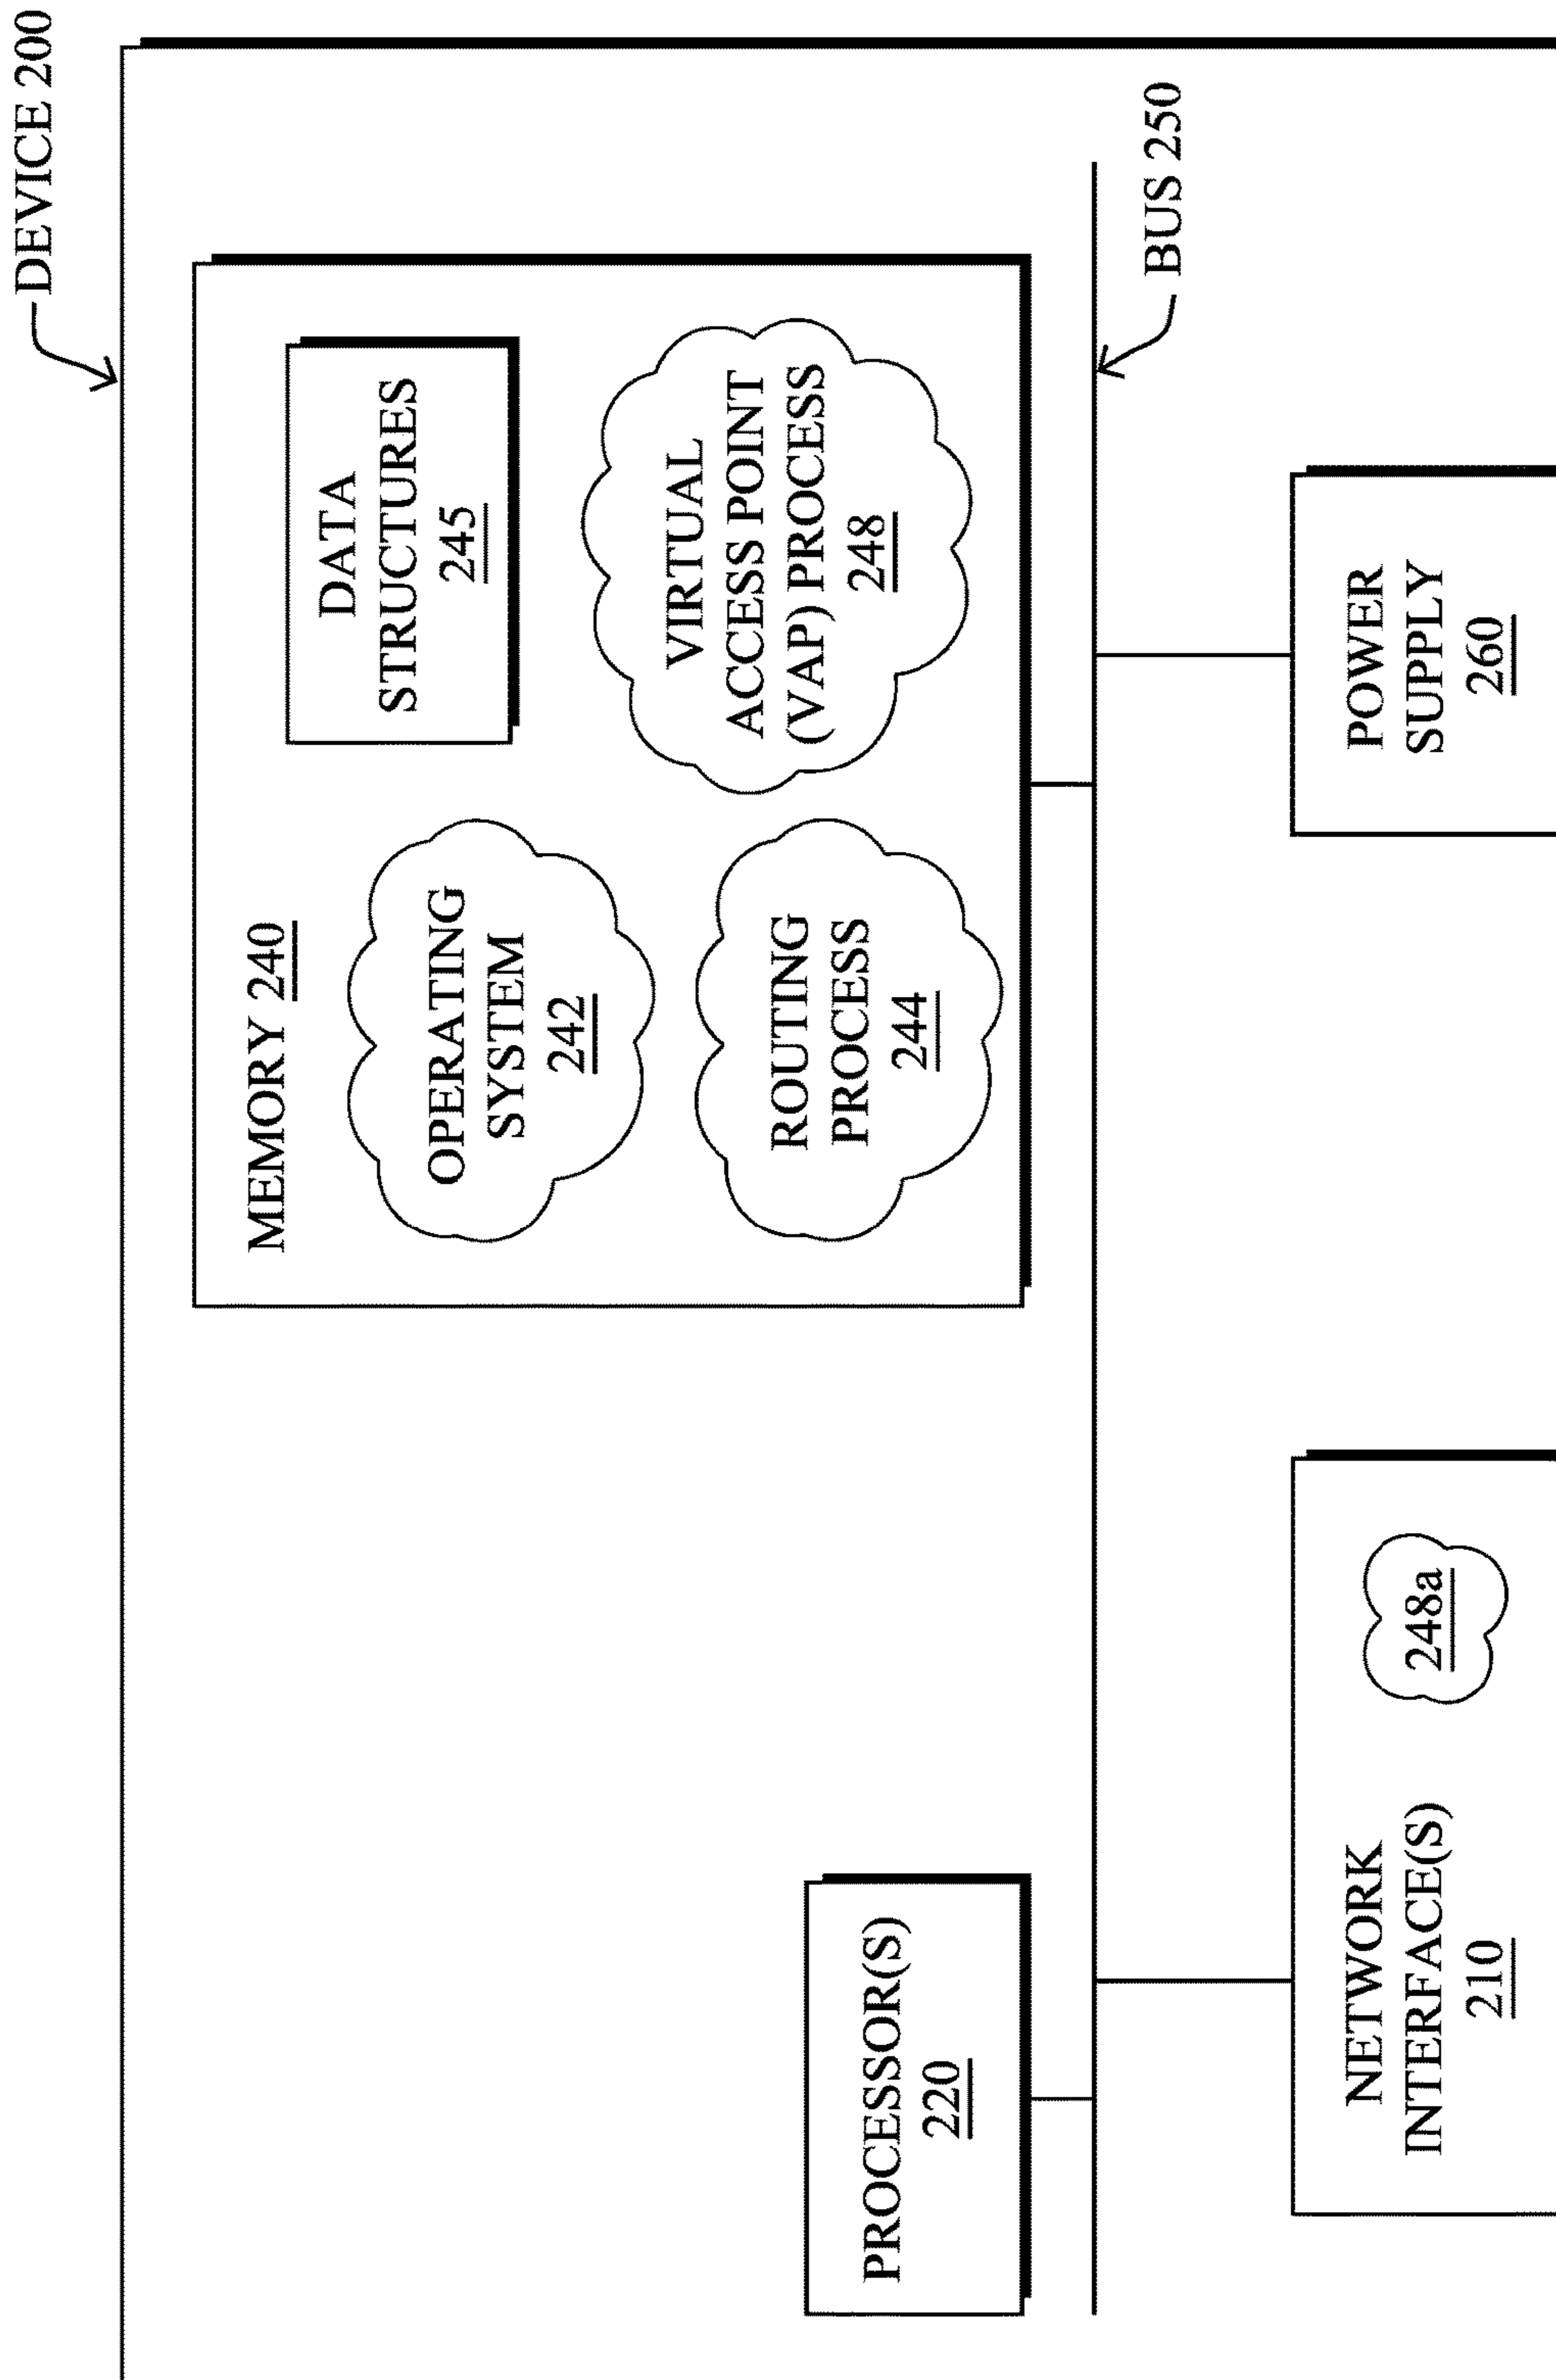 DEVICE 200
MEMORY 240
OPERATING
SYSTEM
242
DATA
STRUCTURES
245
ROUTING
PROCESS
244
VIRTUAL
ACCESS POINT
(VAP) PROCESS
248
PROCESSOR(S)
220
BUS 250
NETWORK
INTERFACE(S)
210
248a
POWER
SUPPLY
260